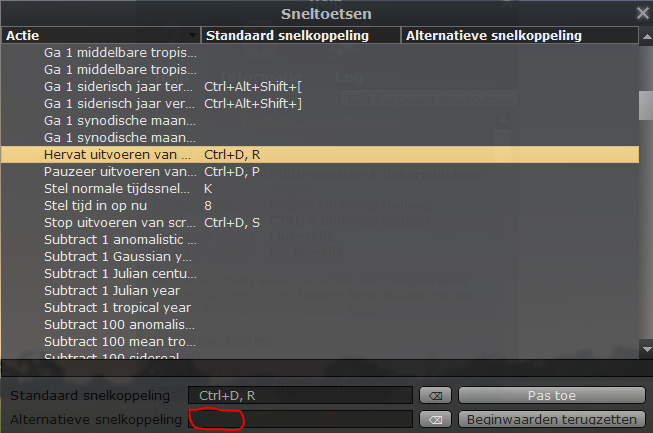 Sneltoetsen
Actie Standaard snelkoppeling Alternatieve snelkoppeling
Ga 1 middelbare tropis...
Ga 1 middelbare tropis...
Ga 1 siderisch jaar ter... Ctrl+Alt+Shift+[
Ga 1 siderisch jaar ver... Ctrl+Alt+Shift+]
Ga 1 synodische maan...
Ga 1 synodische maan...
Hervat uitvoeren van ... Ctrl+D, R
Pauzeer uitvoeren van... Ctrl+D, P
Stel normale tijdssnel... K
Stel tijd in op nu 8
Stop uitvoeren van scr... Ctrl+D, S
Subtract 1 anomalistic ...
Subtract 1 Gaussian y...
Subtract 1 Julian centu...
Subtract 1 Julian year
Subtract 1 tropical year
Subtract 100 anomalis...
Subtract 100 mean tro...
Subtract 100 sidereal
Standaard snelkoppeling Ctrl+D, R Pas toe
Alternatieve snelkoppeling Beginwaarden terugzetten